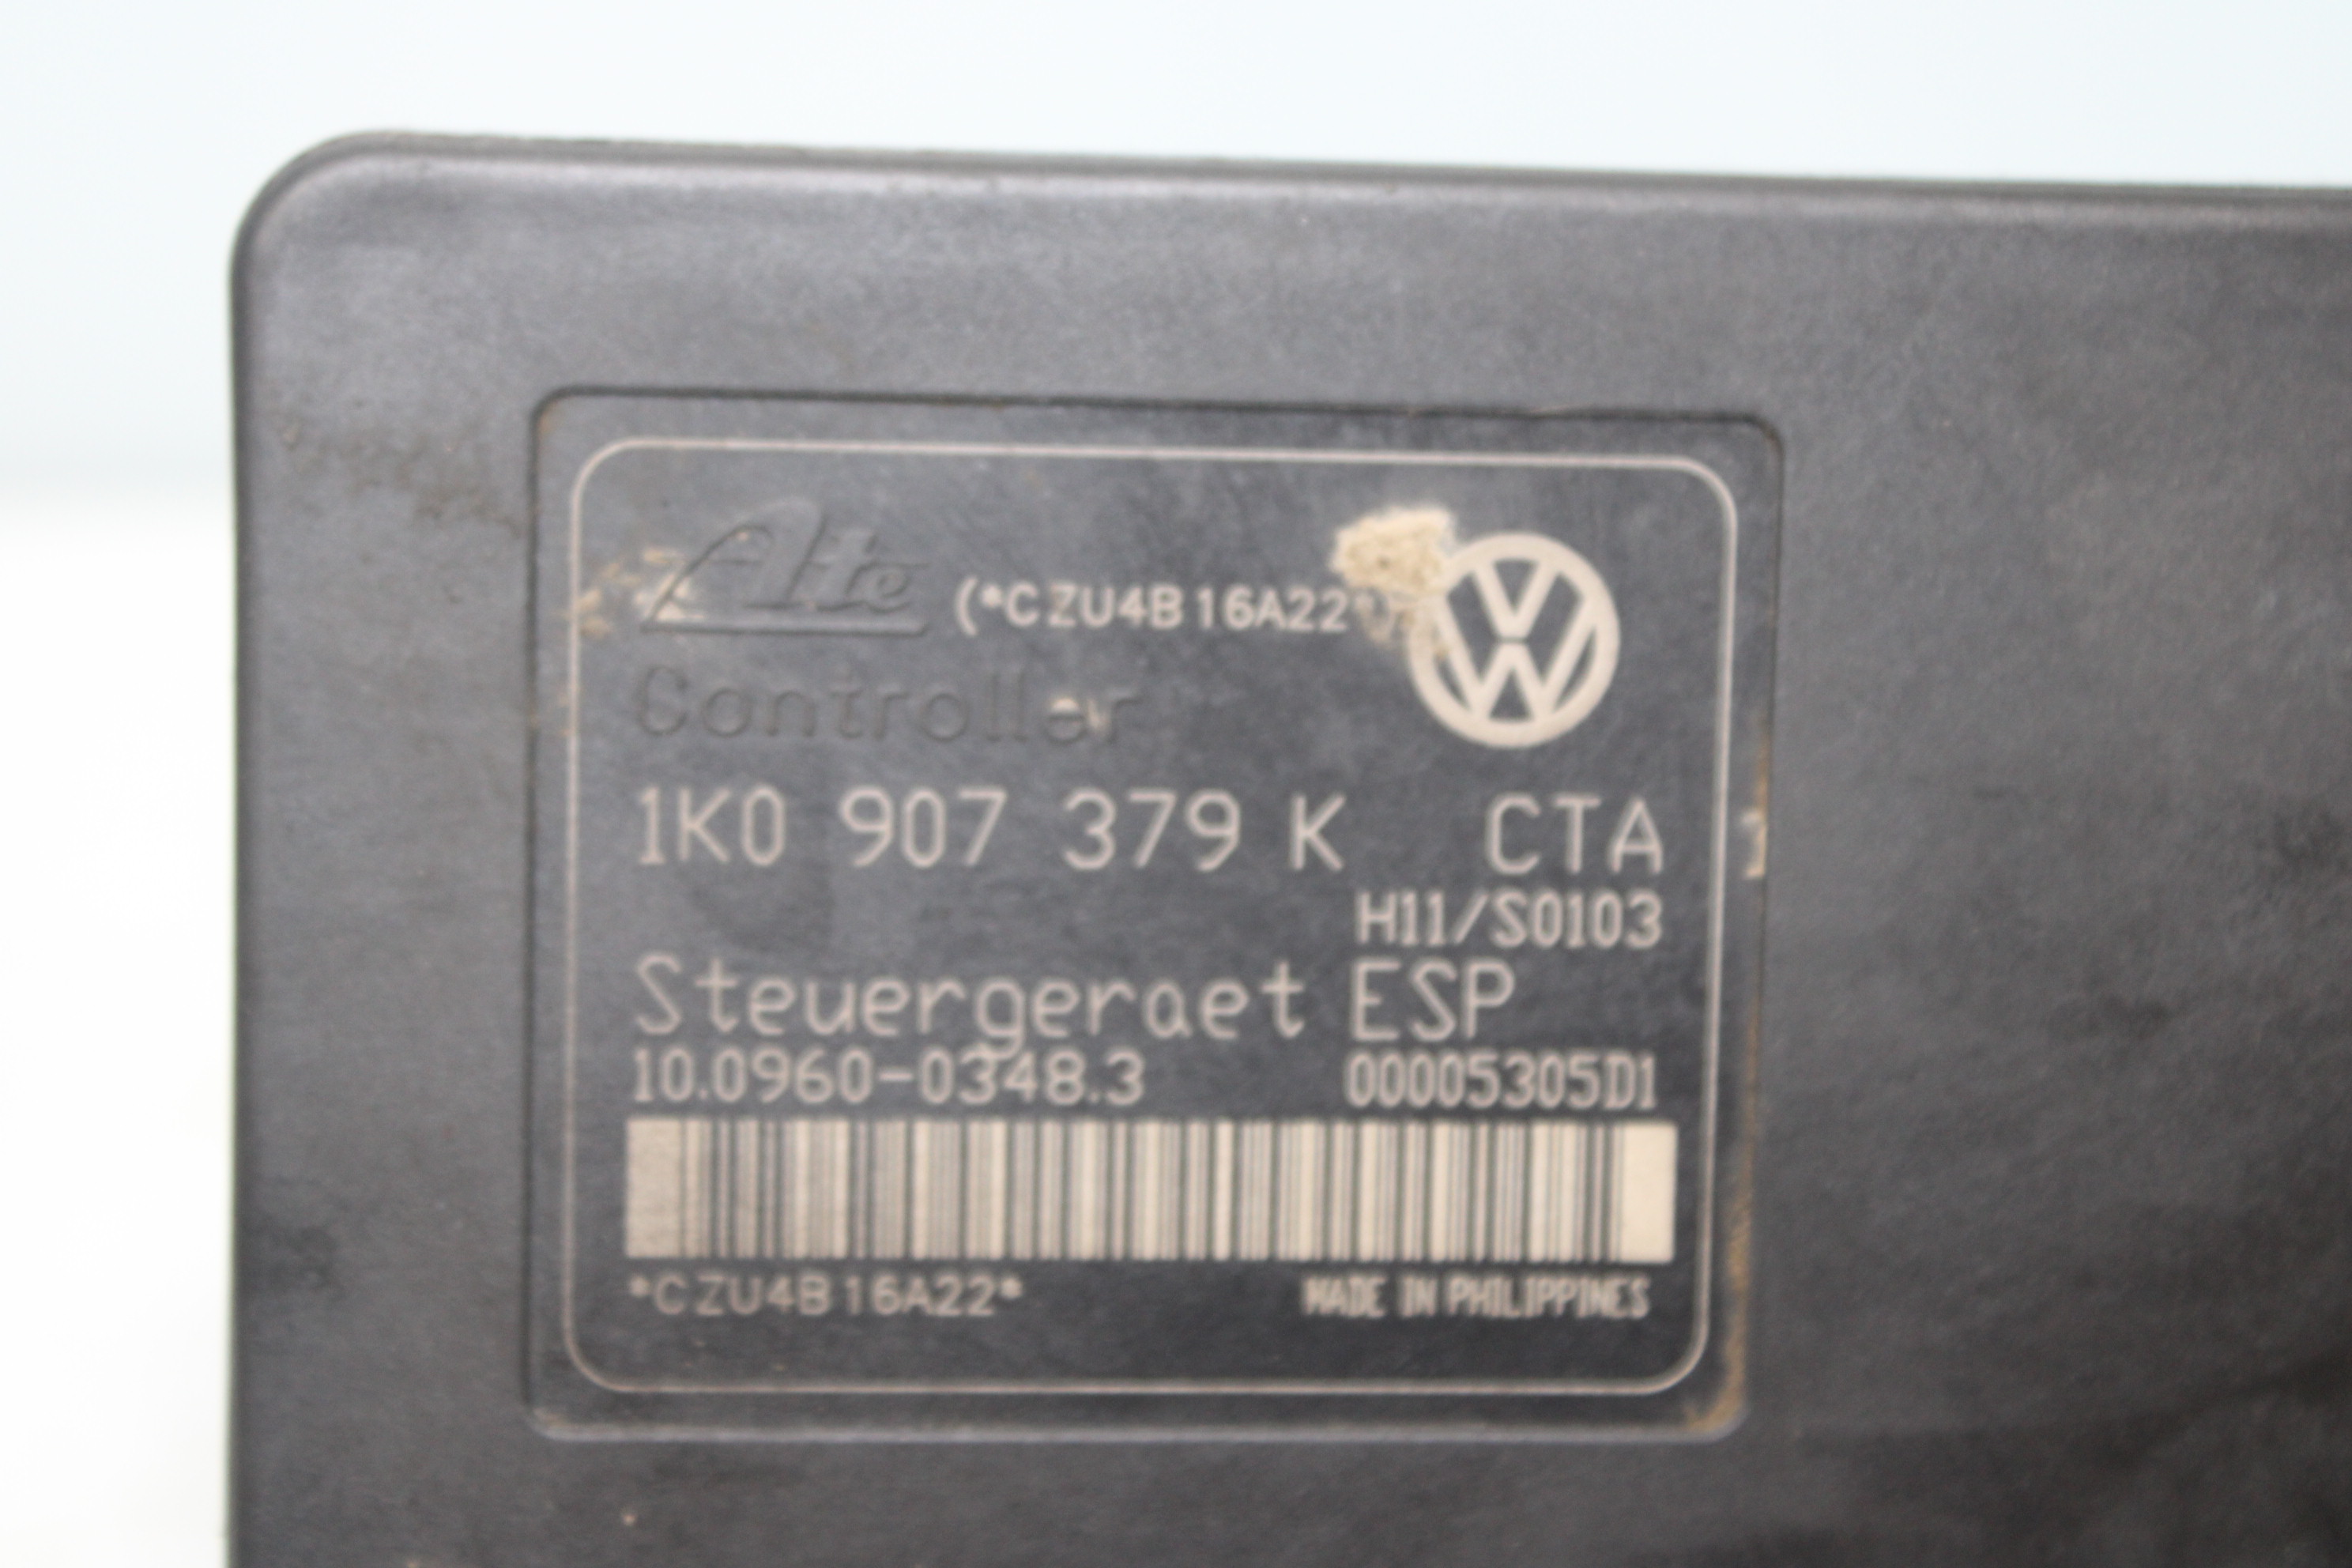 Ate (*CZU4B16A22*)
Controller
1K0 907 379 K CTA
H11/S0103
Steuergeraet ESP
10.0960-0348.3 00005305D1
*CZU4B16A22* MADE IN PHILIPPINES